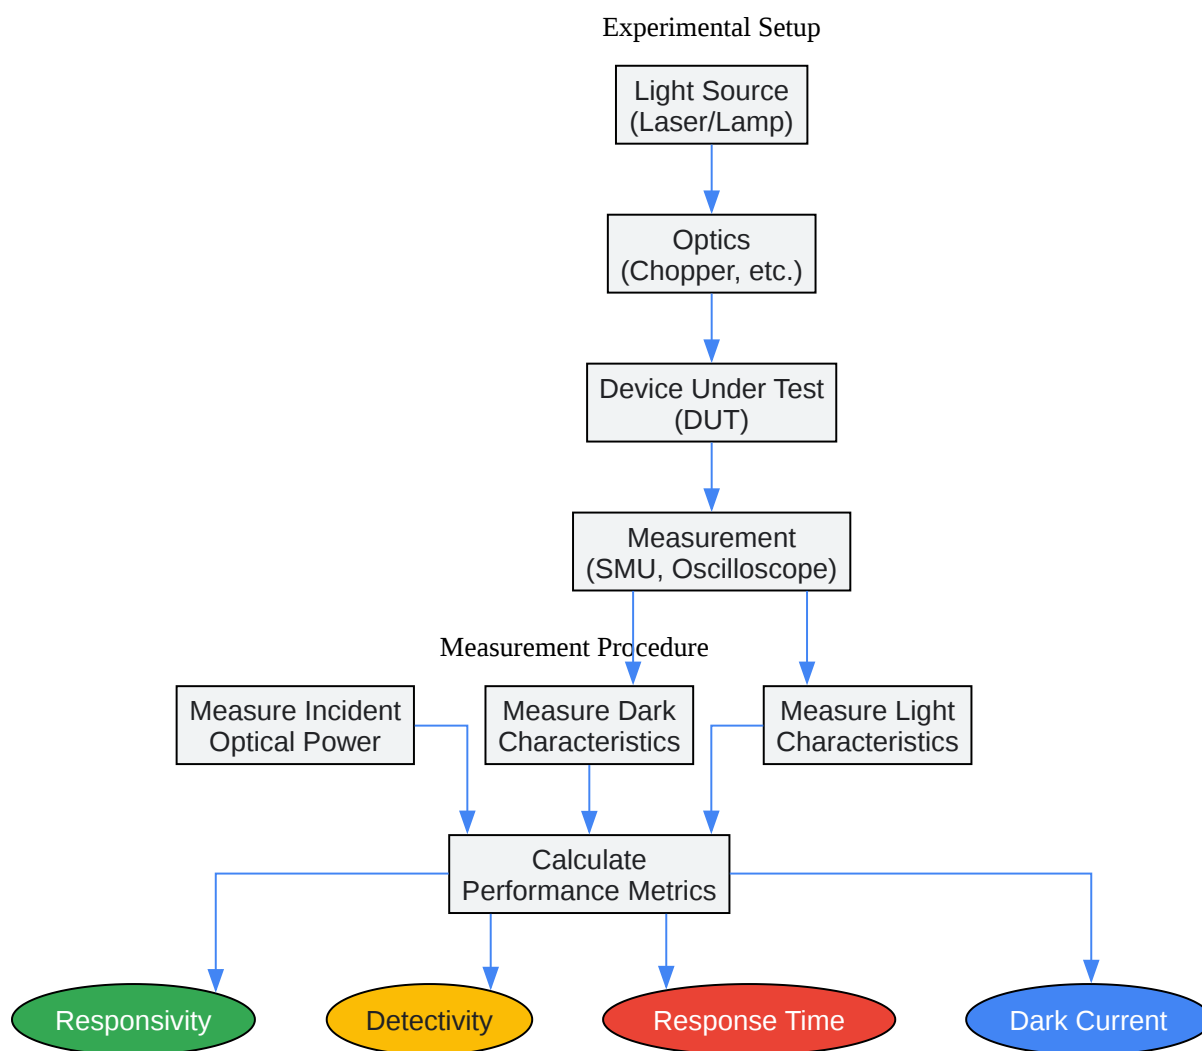 Experimental Setup
Light Source
(Laser/Lamp)
Optics
(Chopper, etc.)
Device Under Test
(DUT)
Measurement
(SMU, Oscilloscope)
Measurement Procedure
Measure Incident
Optical Power
Measure Dark
Characteristics
Measure Light
Characteristics
Calculate
Performance Metrics
Responsivity
Detectivity
Response Time
Dark Current